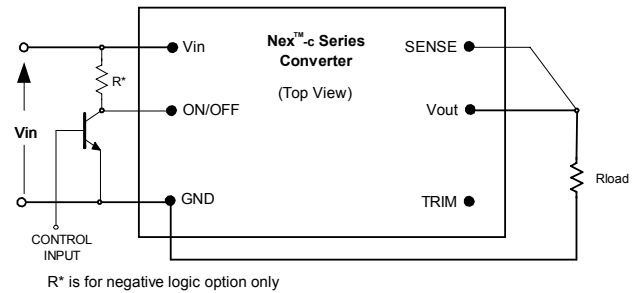 Nex™-c Series
Converter
(Top View)
Vin
SENSE
R*
ON/OFF
Vout
Vin
Rload
GND
TRIM
CONTROL
INPUT
R* is for negative logic option only